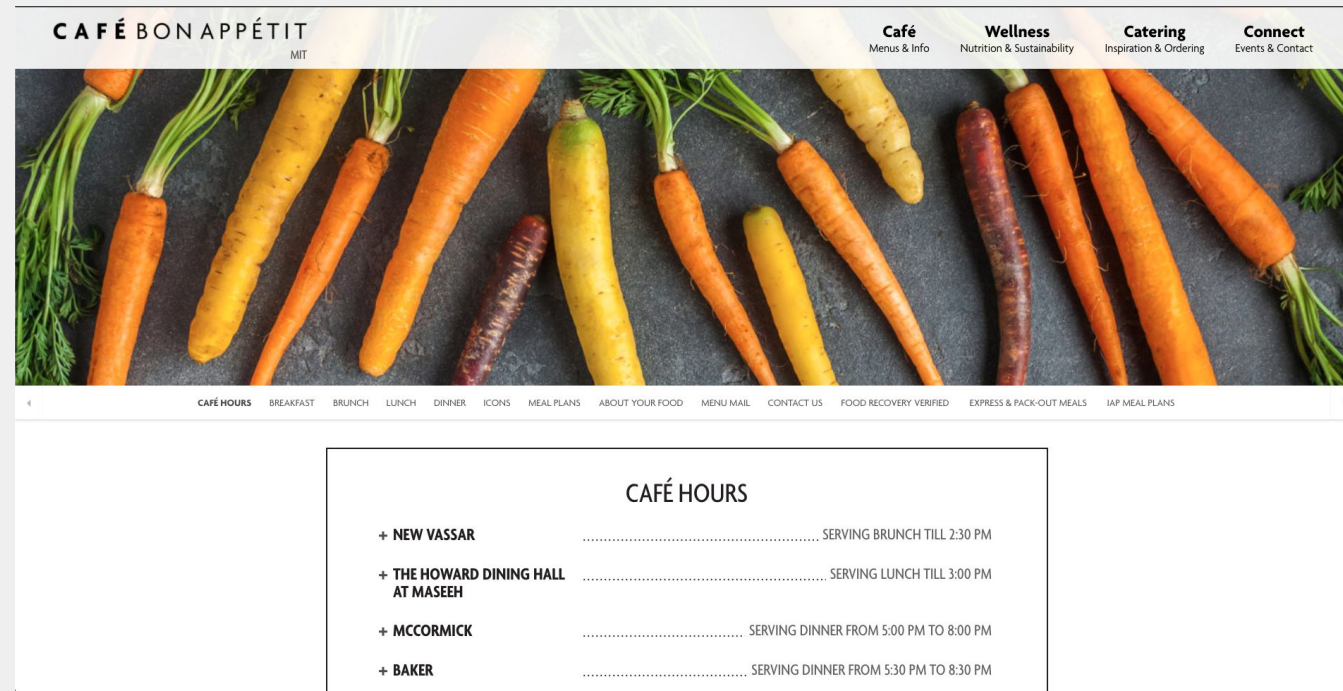 CAFÉ BON APPÉTIT
MIT
Café
Menus & Info
Wellness
Nutrition & Sustainability
Catering
Inspiration & Ordering
Connect
Events & Contact
CAFÉ HOURS BREAKFAST BRUNCH LUNCH DINNER ICONS MEAL PLANS ABOUT YOUR FOOD MENU MAIL CONTACT US FOOD RECOVERY VERIFIED EXPRESS & PACK-OUT MEALS IAP MEAL PLANS
CAFÉ HOURS
+ NEW VASSAR ........................................................ SERVING BRUNCH TILL 2:30 PM
+ THE HOWARD DINING HALL .......................................................... SERVING LUNCH TILL 3:00 PM
AT MASEEH
+ MCCORMICK ...................................... SERVING DINNER FROM 5:00 PM TO 8:00 PM
+ BAKER ....................................... SERVING DINNER FROM 5:30 PM TO 8:30 PM